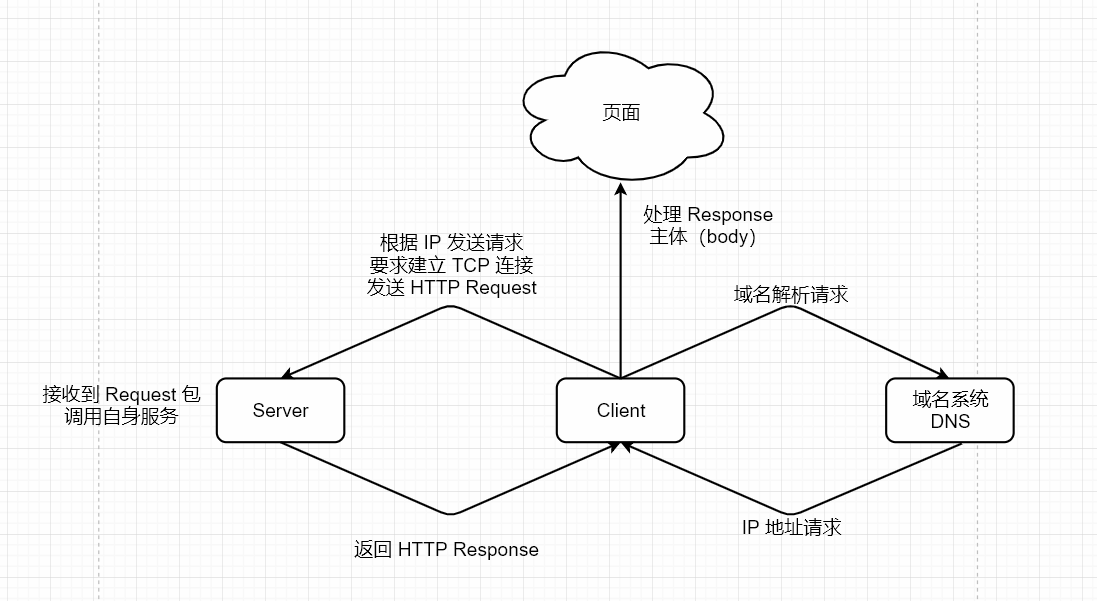 页面
处理 Response
主体（body）
根据 IP 发送请求
要求建立 TCP 连接
发送 HTTP Request
域名解析请求
接收到 Request 包
调用自身服务
Server
Client
域名系统
DNS
IP 地址请求
返回 HTTP Response